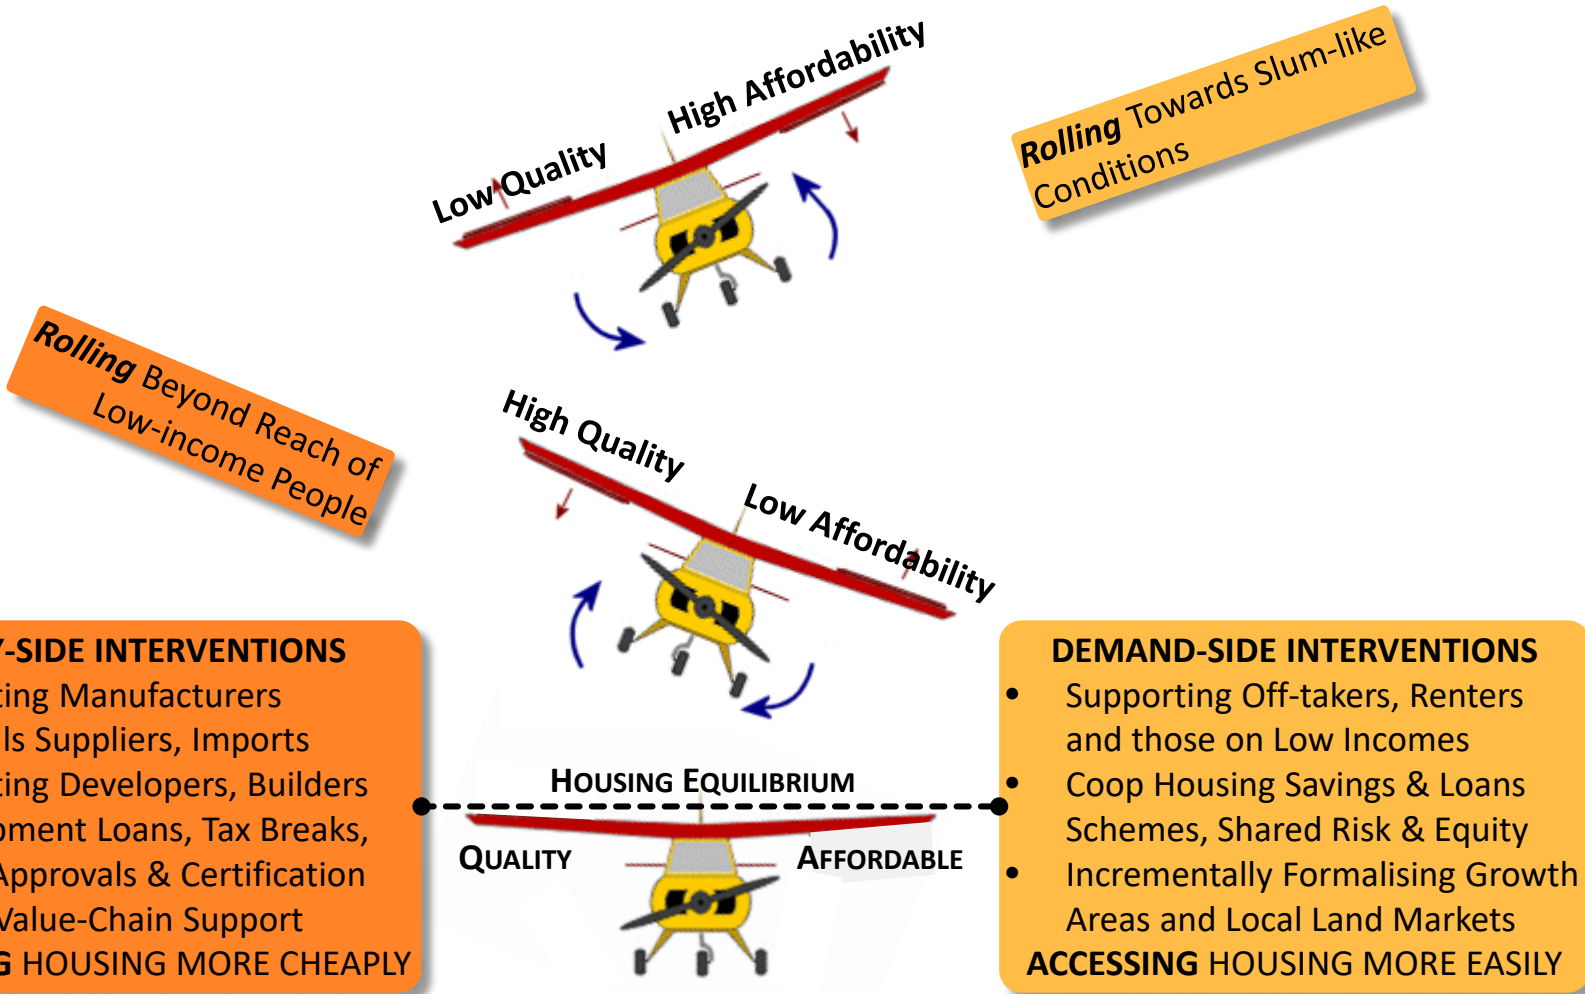 High Affordability
Low Quality
Rolling Towards Slum-like
Conditions
Rolling Beyond Reach of
Low-income People
High Quality
Low Affordability
-SIDE INTERVENTIONS
ting Manufacturers
ls Suppliers, Imports
ting Developers, Builders
pment Loans, Tax Breaks,
Approvals & Certification
Value-Chain Support
G HOUSING MORE CHEAPLY
HOUSING EQUILIBRIUM
QUALITY
AFFORDABLE
DEMAND-SIDE INTERVENTIONS
• Supporting Off-takers, Renters
and those on Low Incomes
• Coop Housing Savings & Loans
Schemes, Shared Risk & Equity
• Incrementally Formalising Growth
Areas and Local Land Markets
ACCESSING HOUSING MORE EASILY